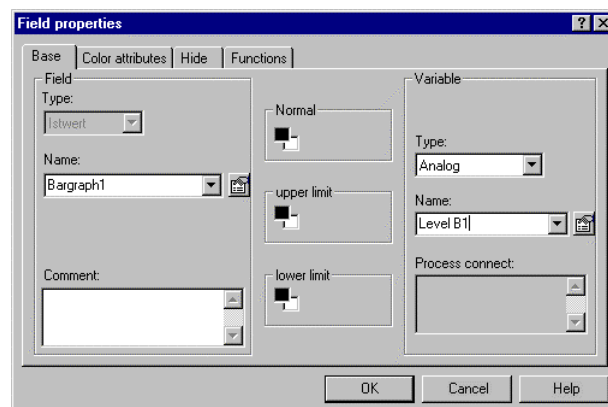 Field properties
Base Color attributes Hide Functions
Field
Type:
Istwert
Name:
Bargraph1
Comment:
Normal
upper limit
lower limit
Variable
Type:
Analog
Name:
Level B1
Process connect:
OK Cancel Help